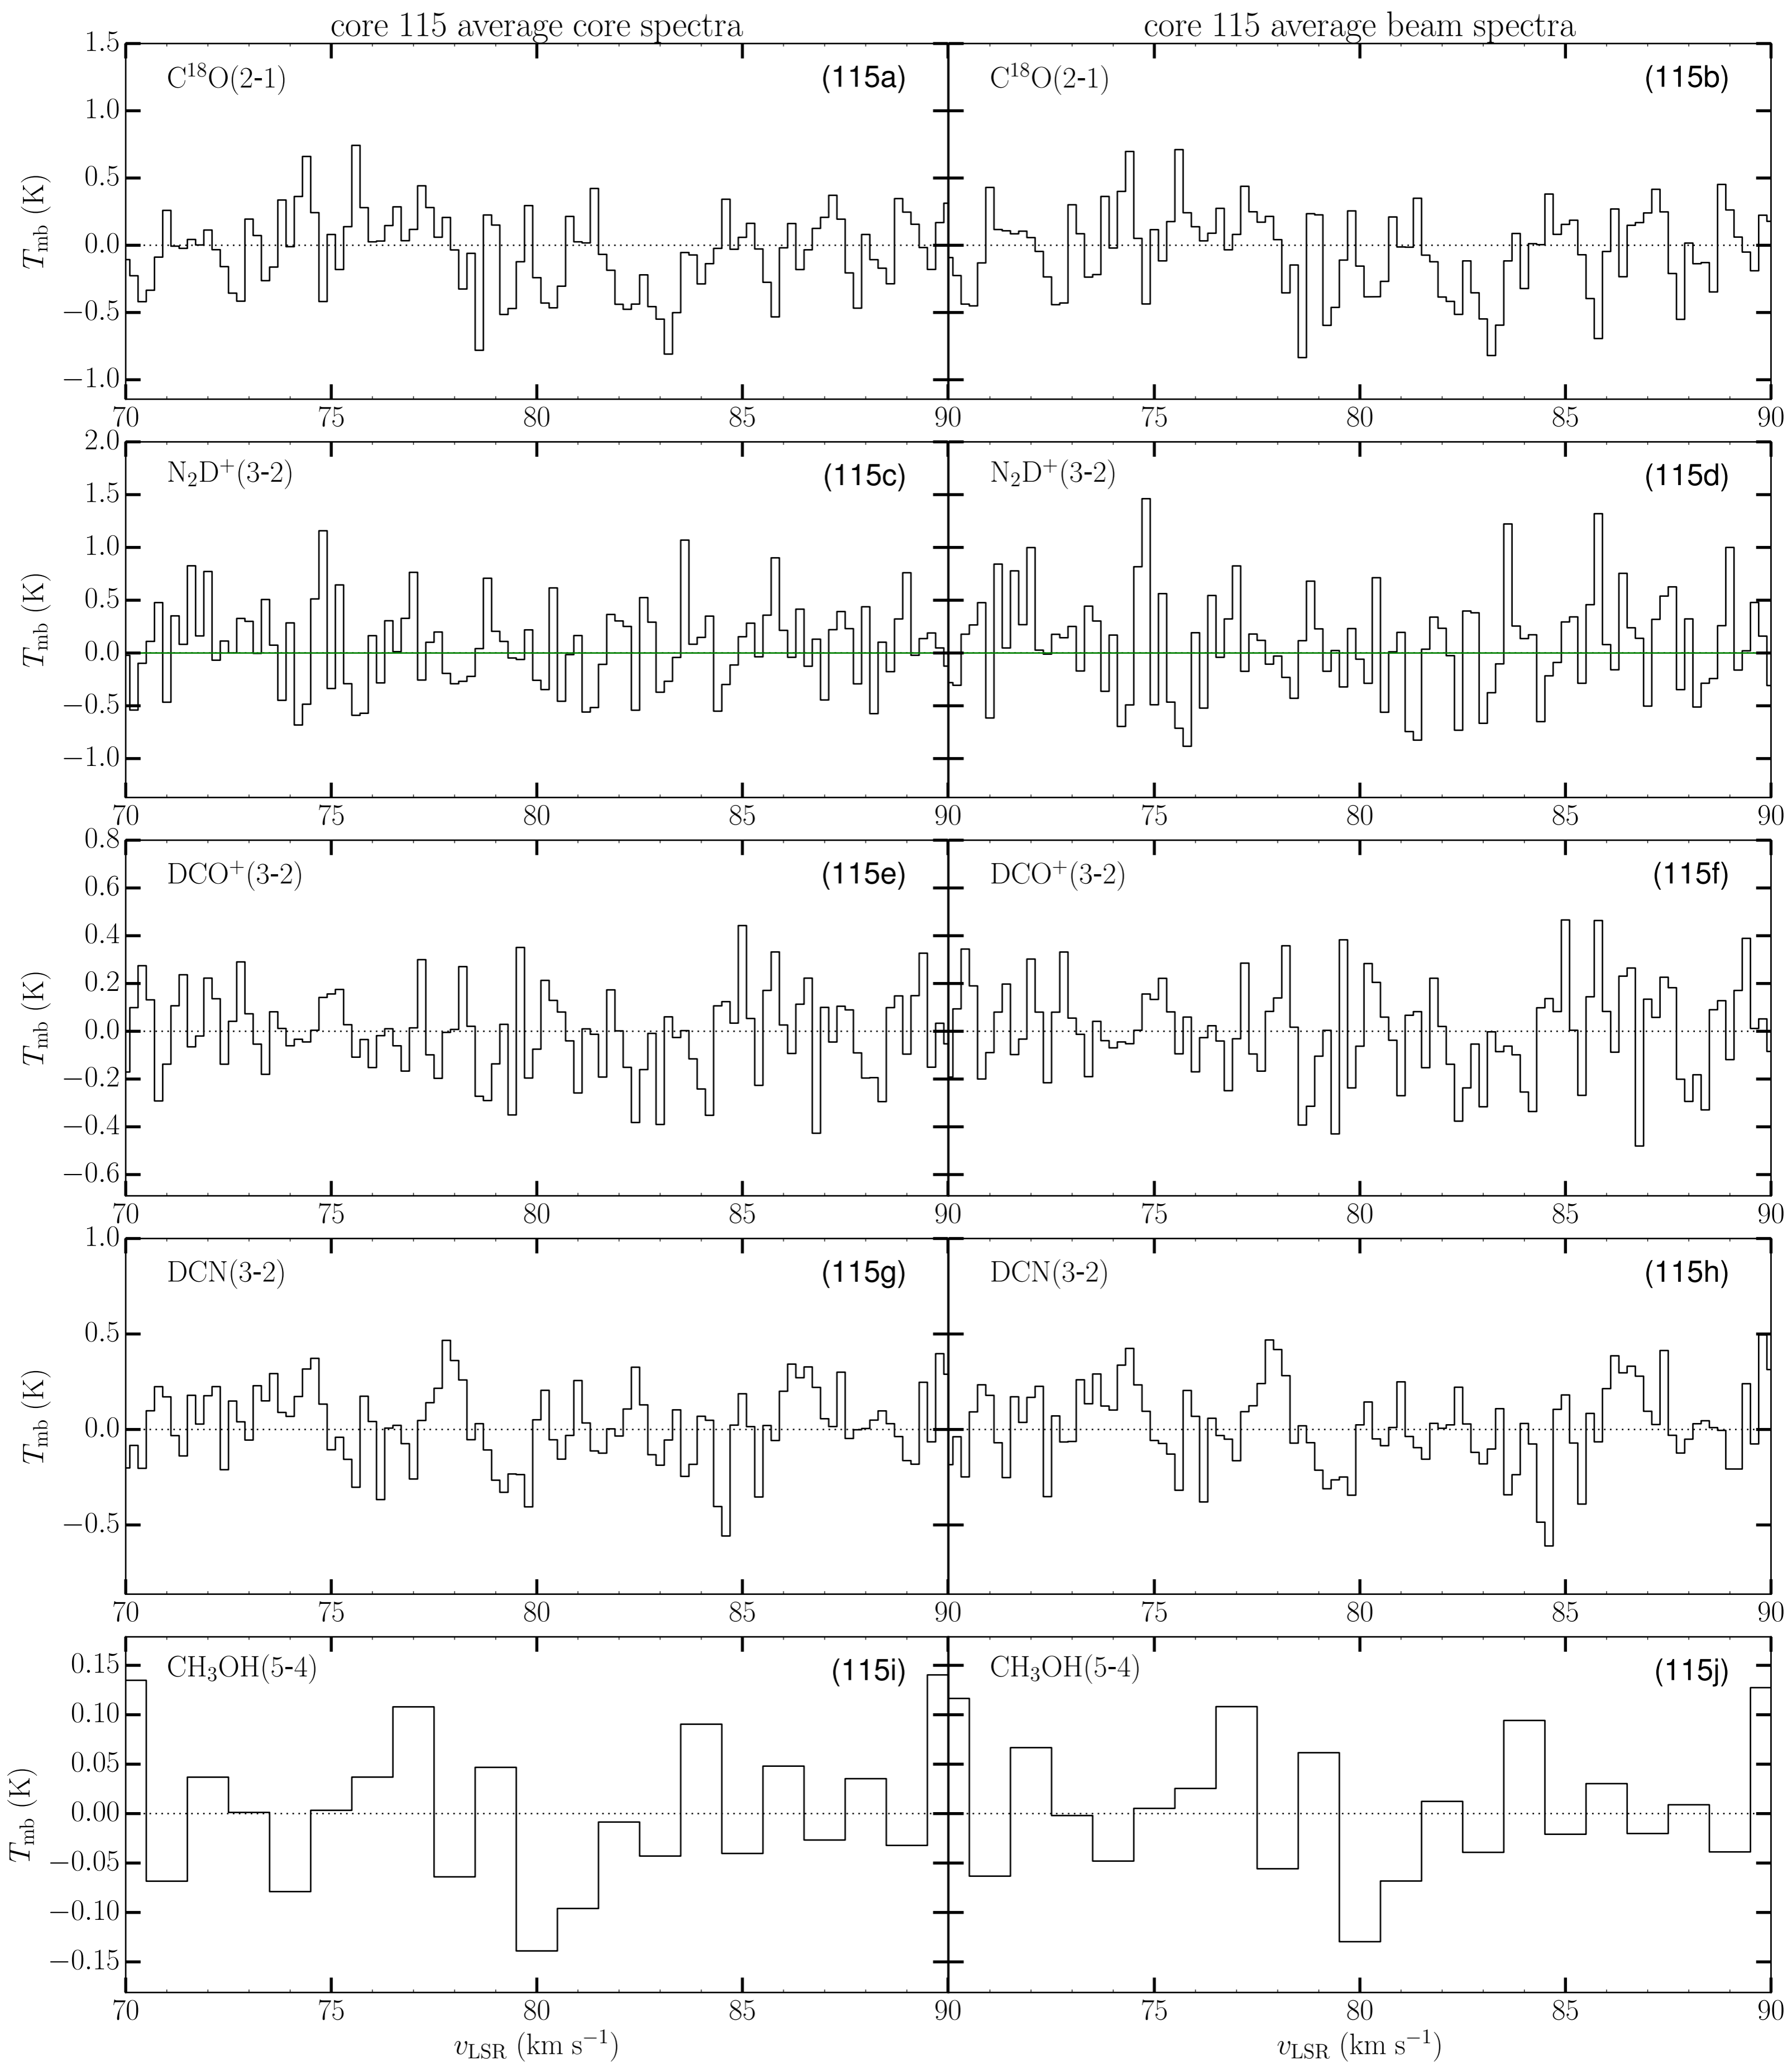 core 115 average core spectra core 115 average beam spectra
C¹⁸O(2-1) (115a) C¹⁸O(2-1) (115b)
1.5
1.0
0.5
0.0
−0.5
−1.0
T_mb (K)
70 75 80 85 90 75 80 85 90
N₂D⁺(3-2) (115c) N₂D⁺(3-2) (115d)
2.0
1.5
1.0
0.5
0.0
−0.5
−1.0
T_mb (K)
70 75 80 85 90 75 80 85 90
DCO⁺(3-2) (115e) DCO⁺(3-2) (115f)
0.8
0.6
0.4
0.2
0.0
−0.2
−0.4
−0.6
T_mb (K)
70 75 80 85 90 75 80 85 90
DCN(3-2) (115g) DCN(3-2) (115h)
1.0
0.5
0.0
−0.5
T_mb (K)
70 75 80 85 90 75 80 85 90
CH₃OH(5-4) (115i) CH₃OH(5-4) (115j)
0.15
0.10
0.05
0.00
−0.05
−0.10
−0.15
T_mb (K)
70 75 80 85 90 75 80 85 90
v_LSR (km s⁻¹) v_LSR (km s⁻¹)